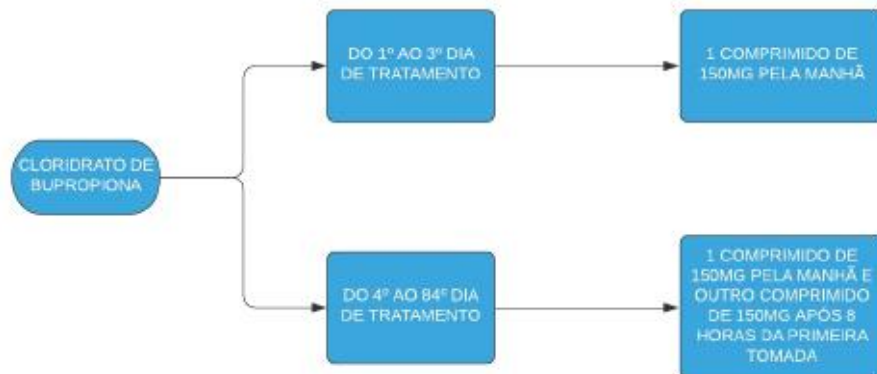 CLORIDRATO DE
BUPROPIONA
DO 1º AO 3º DIA
DE TRATAMENTO
1 COMPRIMIDO DE
150MG PELA MANHÃ
DO 4º AO 84º DIA
DE TRATAMENTO
1 COMPRIMIDO DE
150MG PELA MANHÃ E
OUTRO COMPRIMIDO
DE 150MG APÓS 8
HORAS DA PRIMEIRA
TOMADA